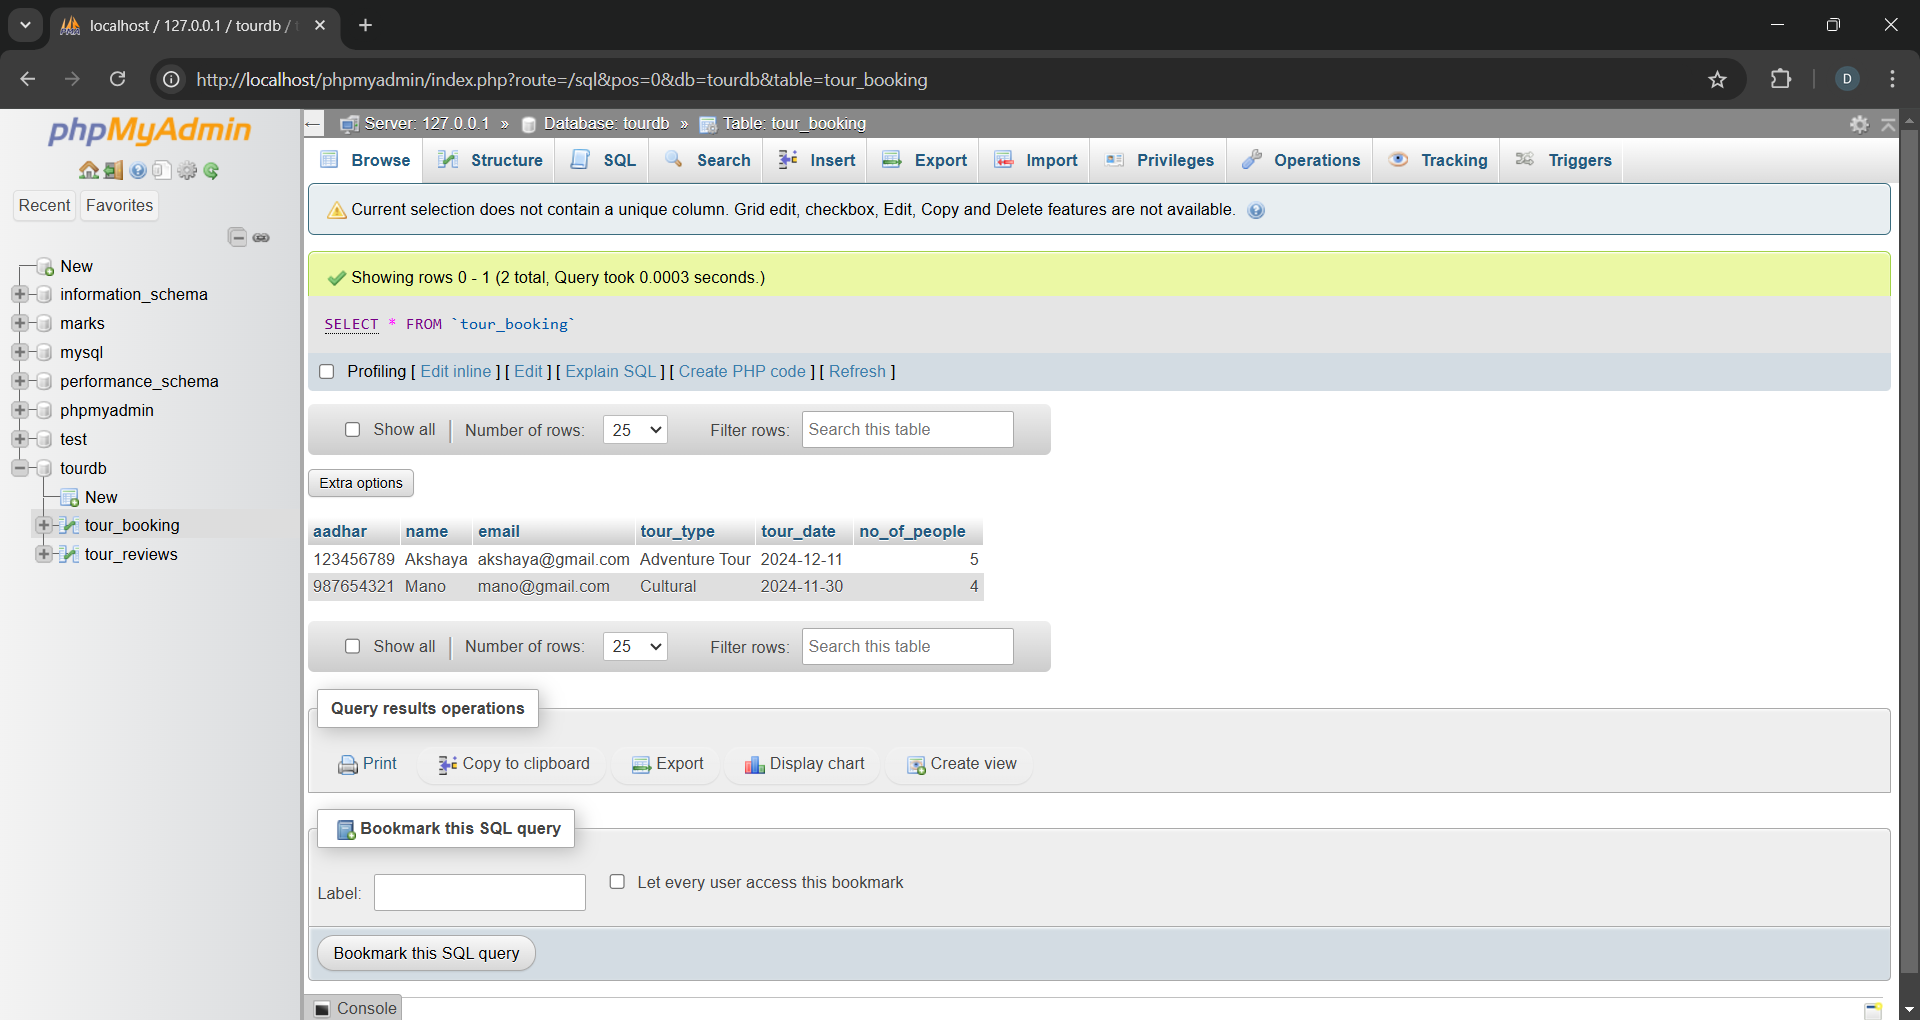 localhost / 127.0.0.1 / tourdb /
http://localhost/phpmyadmin/index.php?route=/sql&pos=0&db=tourdb&table=tour_booking
D
phpMyAdmin
Recent Favorites
New
information_schema
marks
mysql
performance_schema
phpmyadmin
test
tourdb
New
tour_booking
tour_reviews
Server: 127.0.0.1 » Database: tourdb » Table: tour_booking
Browse Structure SQL Search Insert Export Import Privileges Operations Tracking Triggers
Current selection does not contain a unique column. Grid edit, checkbox, Edit, Copy and Delete features are not available.
Showing rows 0 - 1 (2 total, Query took 0.0003 seconds.)
SELECT * FROM `tour_booking`
Profiling [ Edit inline ] [ Edit ] [ Explain SQL ] [ Create PHP code ] [ Refresh ]
Show all Number of rows: 25 Filter rows: Search this table
Extra options
aadhar name email tour_type tour_date no_of_people
123456789 Akshaya akshaya@gmail.com Adventure Tour 2024-12-11 5
987654321 Mano mano@gmail.com Cultural 2024-11-30 4
Show all Number of rows: 25 Filter rows: Search this table
Query results operations
Print Copy to clipboard Export Display chart Create view
Bookmark this SQL query
Label: Let every user access this bookmark
Bookmark this SQL query
Console